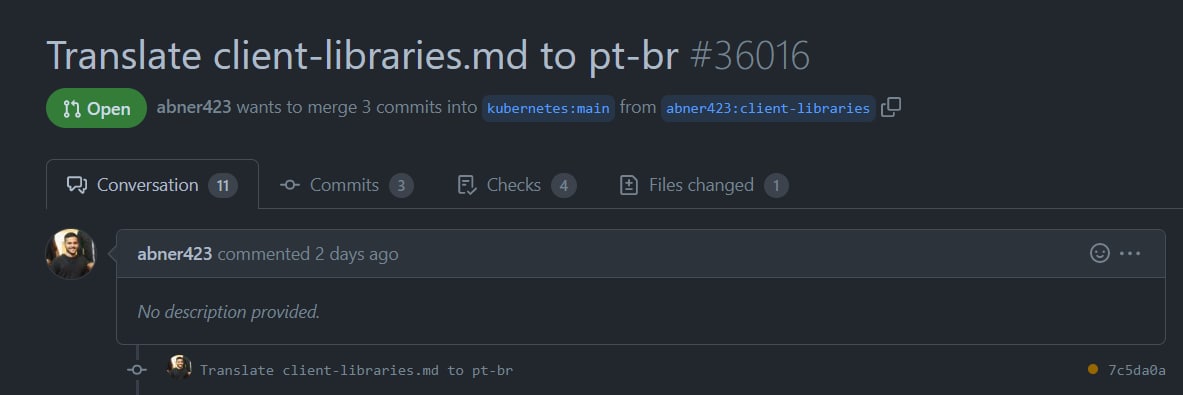 Translate client-libraries.md to pt-br #36016
Open abner423 wants to merge 3 commits into kubernetes:main from abner423:client-libraries
Conversation 11 Commits 3 Checks 4 Files changed 1
abner423 commented 2 days ago
No description provided.
Translate client-libraries.md to pt-br 7c5da0a